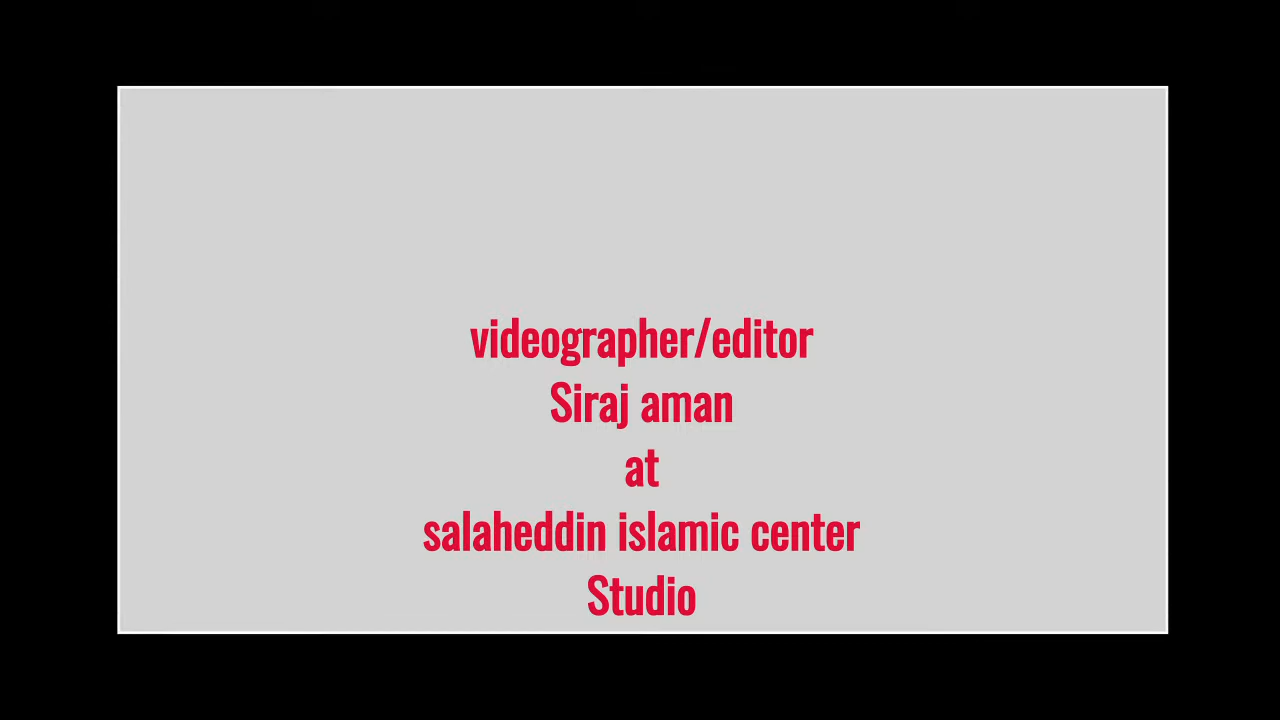 videographer/editor
Siraj aman
at
salaheddin islamic center
Studio